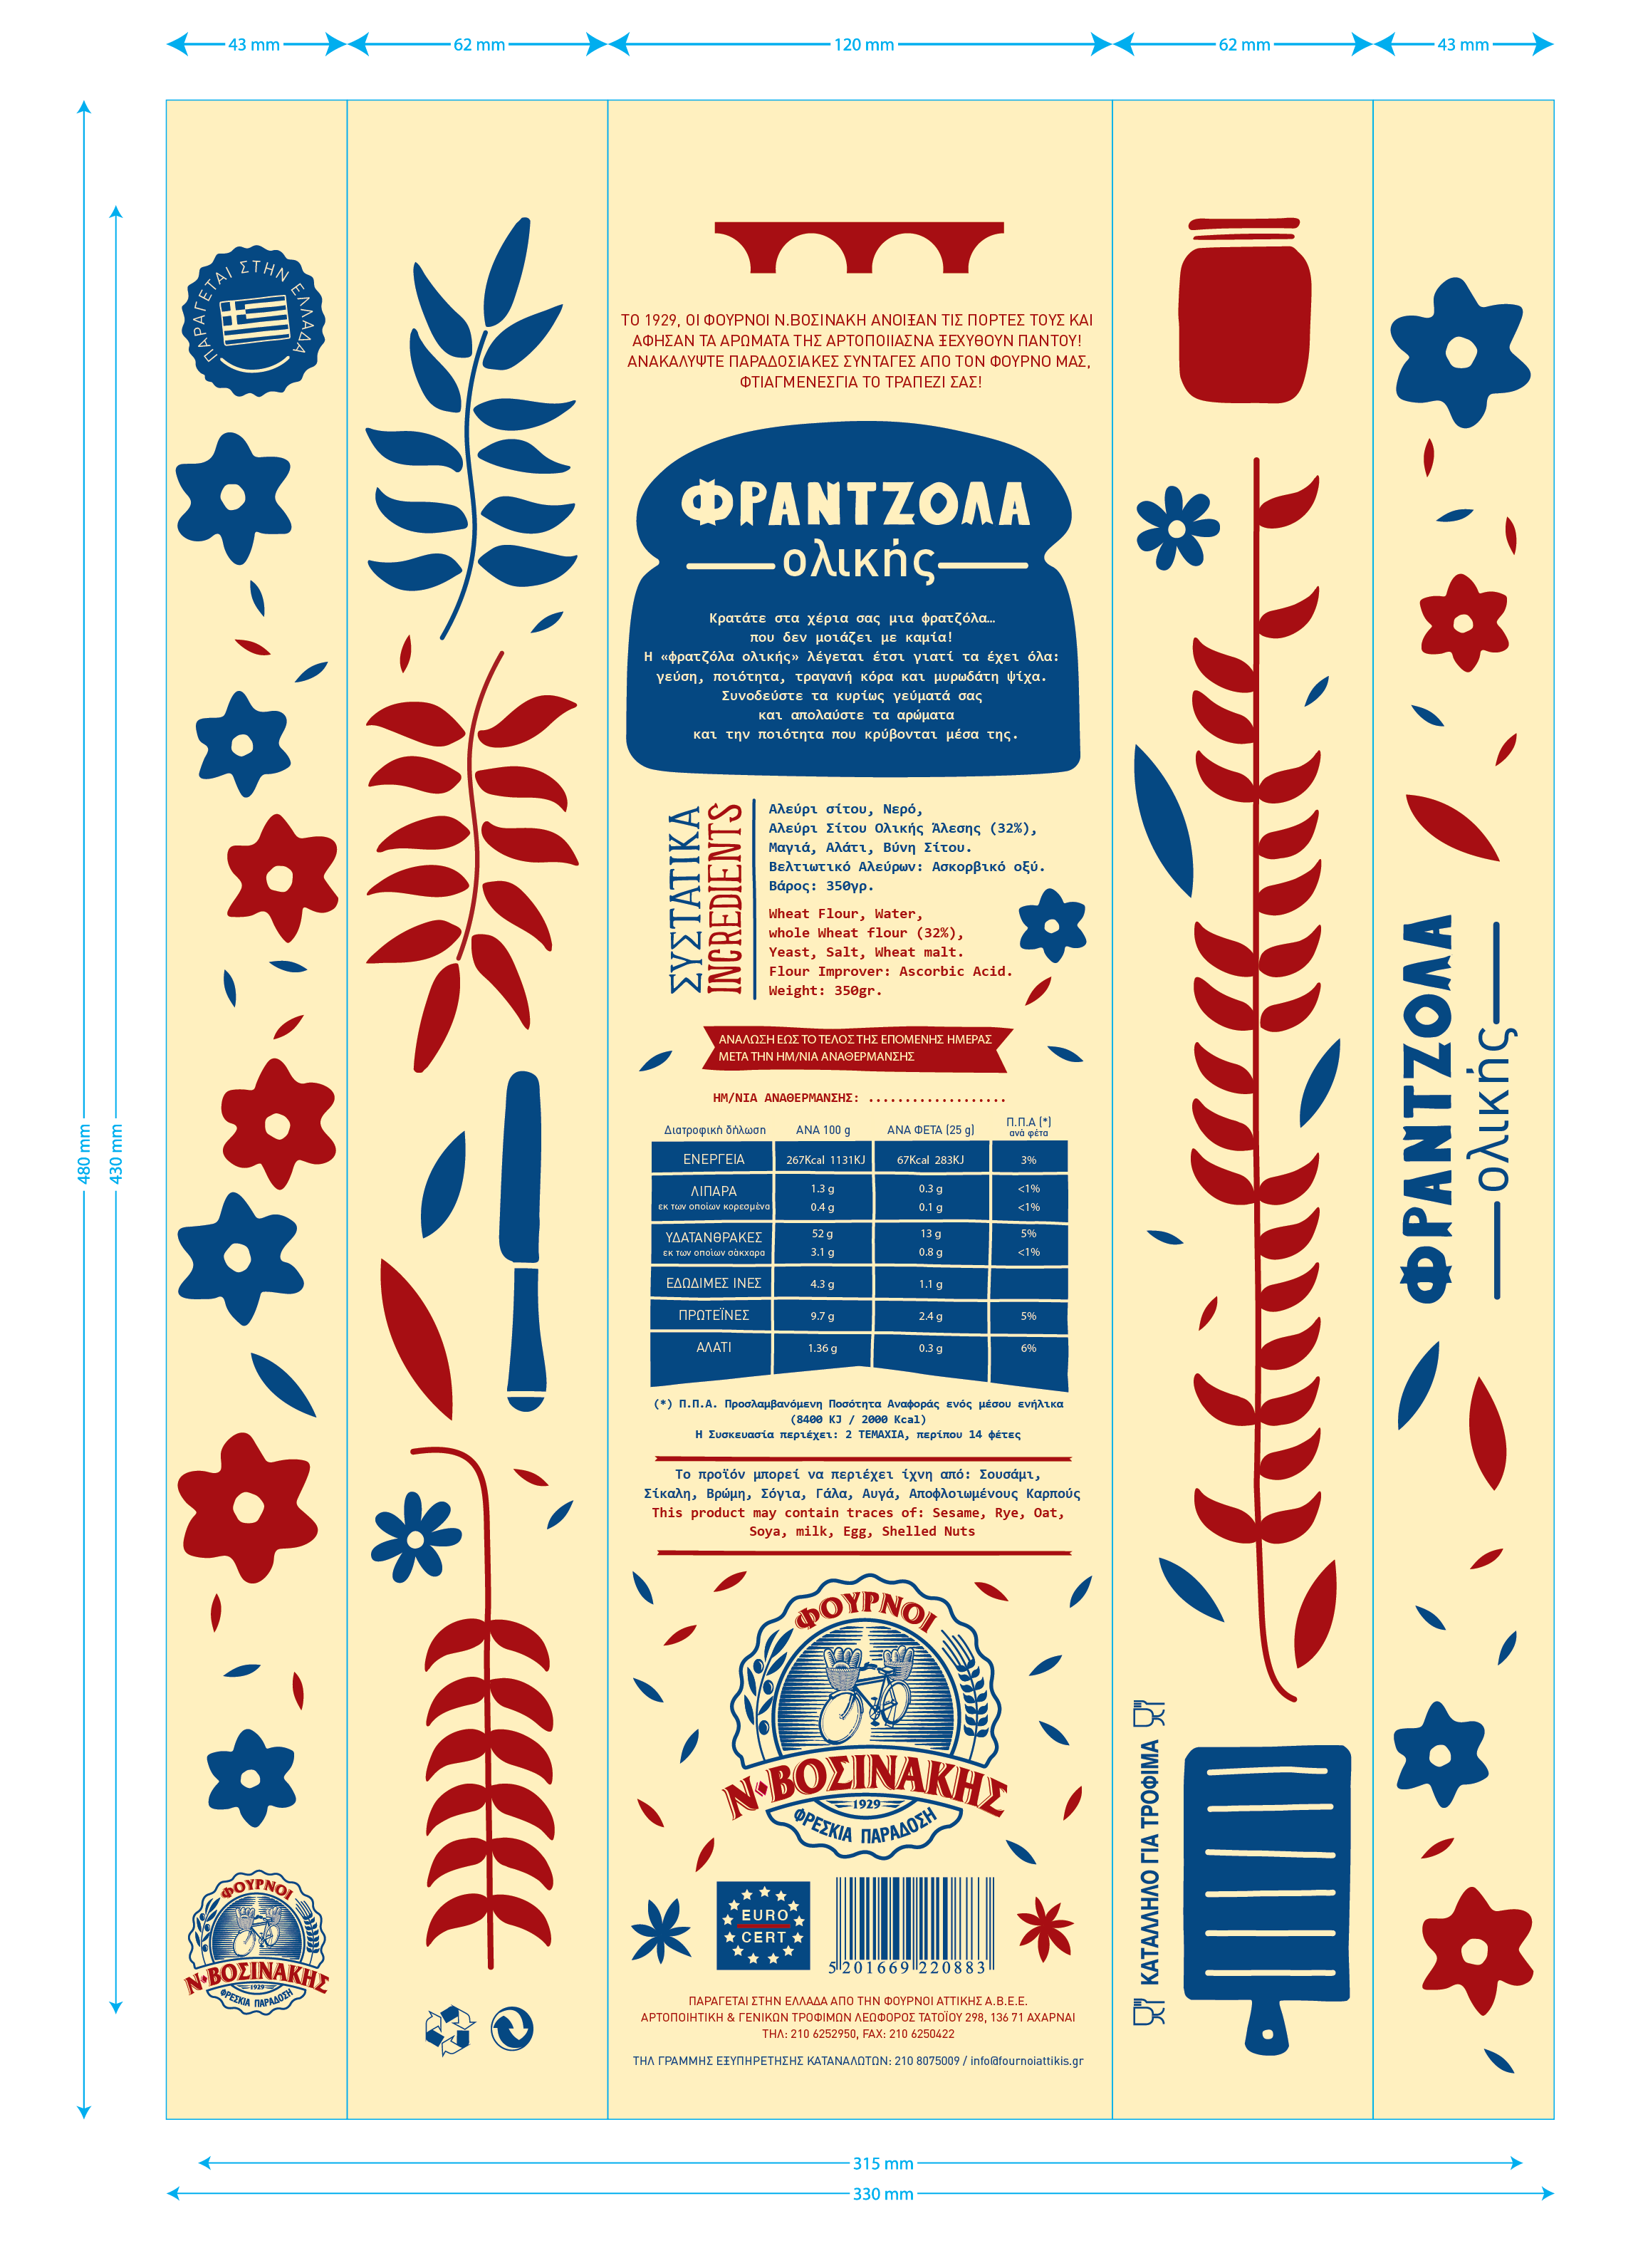 43 mm
62 mm
120 mm
62 mm
43 mm
480 mm
430 mm
ΠΑΡΑΓΕΤΑΙ ΣΤΗΝ ΕΛΛΑΔΑ
ΤΟ 1929, ΟΙ ΦΟΥΡΝΟΙ Ν.ΒΟΣΙΝΑΚΗ ΑΝΟΙΞΑΝ ΤΙΣ ΠΟΡΤΕΣ ΤΟΥΣ ΚΑΙ
ΑΦΗΣΑΝ ΤΑ ΑΡΩΜΑΤΑ ΤΗΣ ΑΡΤΟΠΟΙΙΑΣΝΑ ΞΕΧΥΘΟΥΝ ΠΑΝΤΟΥ!
ΑΝΑΚΑΛΥΨΤΕ ΠΑΡΑΔΟΣΙΑΚΕΣ ΣΥΝΤΑΓΕΣ ΑΠΟ ΤΟΝ ΦΟΥΡΝΟ ΜΑΣ,
ΦΤΙΑΓΜΕΝΕΣΓΙΑ ΤΟ ΤΡΑΠΕΖΙ ΣΑΣ!
ΦΡΑΝΤΖΟΛΑ
ολικής
Κρατάτε στα χέρια σας μια φρατζόλα…
που δεν μοιάζει με καμία!
Η «φρατζόλα ολικής» λέγεται έτσι γιατί τα έχει όλα:
γεύση, ποιότητα, τραγανή κόρα και μυρωδάτη ψίχα.
Συνοδεύστε τα κυρίως γεύματά σας
και απολαύστε τα αρώματα
και την ποιότητα που κρύβονται μέσα της.
ΣΥΣΤΑΤΙΚΑ
INCREDIENTS
Αλεύρι σίτου, Νερό,
Αλεύρι Σίτου Ολικής Άλεσης (32%),
Μαγιά, Αλάτι, Βύνη Σίτου.
Βελτιωτικό Αλεύρων: Ασκορβικό οξύ.
Βάρος: 350γρ.
Wheat Flour, Water,
whole Wheat flour (32%),
Yeast, Salt, Wheat malt.
Flour Improver: Ascorbic Acid.
Weight: 350gr.
ΑΝΑΛΩΣΗ ΕΩΣ ΤΟ ΤΕΛΟΣ ΤΗΣ ΕΠΟΜΕΝΗΣ ΗΜΕΡΑΣ
ΜΕΤΑ ΤΗΝ ΗΜ/ΝΙΑ ΑΝΑΘΕΡΜΑΝΣΗΣ
ΗΜ/ΝΙΑ ΑΝΑΘΕΡΜΑΝΣΗΣ: ...................
Διατροφική δήλωση ΑΝΑ 100 g ΑΝΑ ΦΕΤΑ (25 g) Π.Π.Α (*)
ανά φέτα
ΕΝΕΡΓΕΙΑ 267Kcal 1131KJ 67Kcal 283KJ 3%
ΛΙΠΑΡΑ 1.3 g 0.3 g <1%
εκ των οποίων κορεσμένα 0.4 g 0.1 g <1%
ΥΔΑΤΑΝΘΡΑΚΕΣ 52 g 13 g 5%
εκ των οποίων σάκχαρα 3.1 g 0.8 g <1%
ΕΔΩΔΙΜΕΣ ΙΝΕΣ 4.3 g 1.1 g
ΠΡΩΤΕΪΝΕΣ 9.7 g 2.4 g 5%
ΑΛΑΤΙ 1.36 g 0.3 g 6%
(*) Π.Π.Α. Προσλαμβανόμενη Ποσότητα Αναφοράς ενός μέσου ενήλικα
(8400 KJ / 2000 Kcal)
Η Συσκευασία περιέχει: 2 ΤΕΜΑΧΙΑ, περίπου 14 φέτες
Το προϊόν μπορεί να περιέχει ίχνη από: Σουσάμι,
Σίκαλη, Βρώμη, Σόγια, Γάλα, Αυγά, Αποφλοιωμένους Καρπούς
This product may contain traces of: Sesame, Rye, Oat,
Soya, milk, Egg, Shelled Nuts
ΦΟΥΡΝΟΙ
Ν·ΒΟΣΙΝΑΚΗΣ
1929
ΦΡΕΣΚΙΑ ΠΑΡΑΔΟΣΗ
EURO
CERT
5 201669 220883
ΠΑΡΑΓΕΤΑΙ ΣΤΗΝ ΕΛΛΑΔΑ ΑΠΟ ΤΗΝ ΦΟΥΡΝΟΙ ΑΤΤΙΚΗΣ Α.Β.Ε.Ε.
ΑΡΤΟΠΟΙΗΤΙΚΗ & ΓΕΝΙΚΩΝ ΤΡΟΦΙΜΩΝ ΛΕΩΦΟΡΟΣ ΤΑΤΟΪΟΥ 298, 136 71 ΑΧΑΡΝΑΙ
ΤΗΛ: 210 6252950, FAX: 210 6250422
ΤΗΛ ΓΡΑΜΜΗΣ ΕΞΥΠΗΡΕΤΗΣΗΣ ΚΑΤΑΝΑΛΩΤΩΝ: 210 8075009 / info@fournoiattikis.gr
ΦΟΥΡΝΟΙ
Ν·ΒΟΣΙΝΑΚΗΣ
1929
ΦΡΕΣΚΙΑ ΠΑΡΑΔΟΣΗ
ΚΑΤΑΛΛΗΛΟ ΓΙΑ ΤΡΟΦΙΜΑ
ΦΡΑΝΤΖΟΛΑ
ολικής
315 mm
330 mm